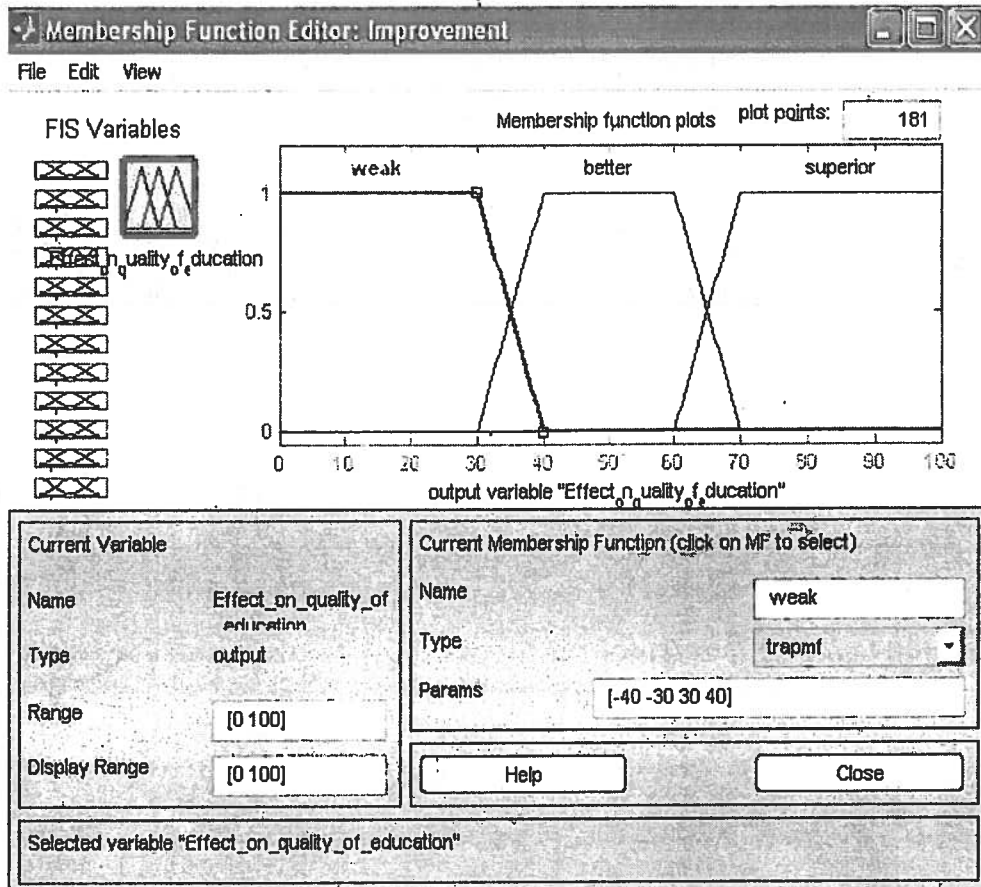 Membership Function Editor: Improvement
File Edit View
FIS Variables
Membership function plots plot points: 181
weak better superior
1
0.5
0
0 10 20 30 40 50 60 70 80 90 100
Effect_on_quality_of_education
output variable "Effect_on_quality_of_education"
Current Variable
Name Effect_on_quality_of education
Type output
Range [0 100]
Display Range [0 100]
Current Membership Function (click on MF to select)
Name weak
Type trapmf
Params [-40 -30 30 40]
Help Close
Selected variable "Effect_on_quality_of_education"